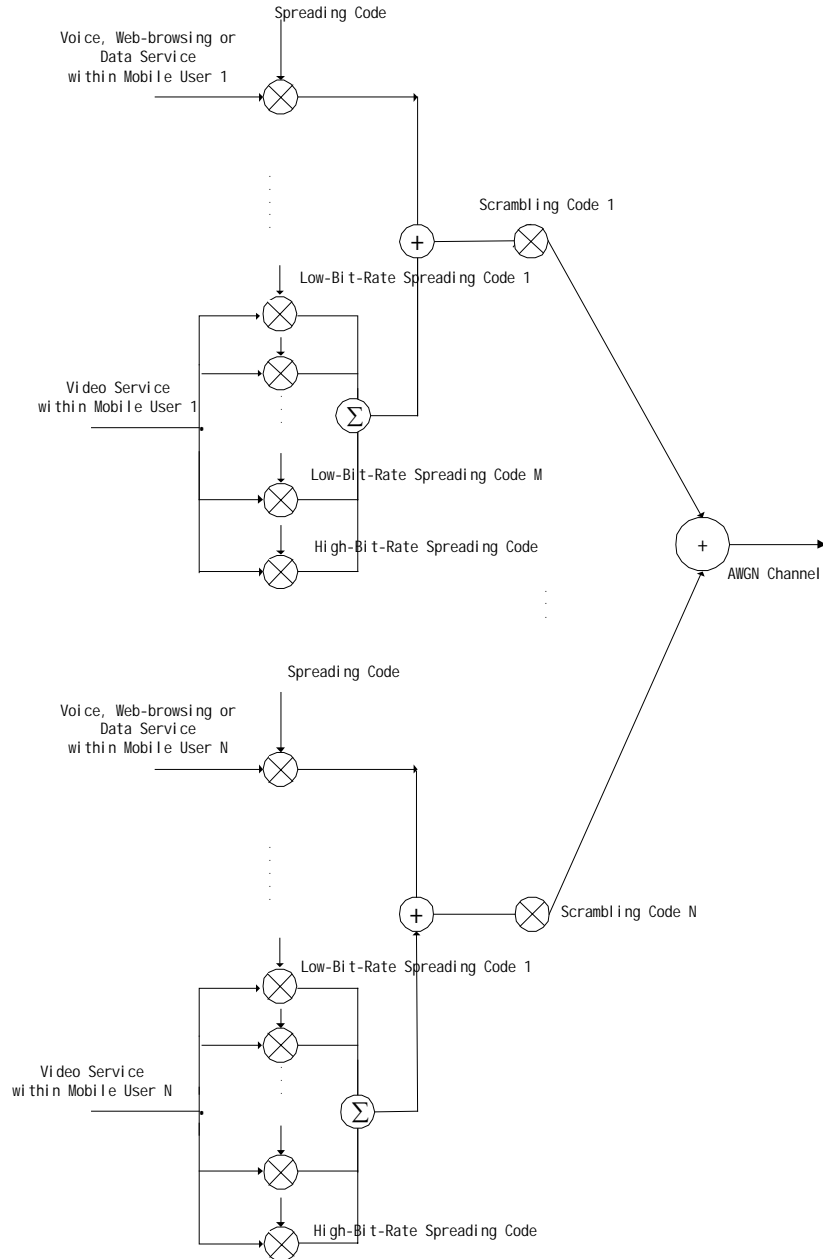 Spreading Code
Voice, Web-browsing or
Data Service
within Mobile User 1
Scrambling Code 1
+
Low-Bit-Rate Spreading Code 1
Video Service
within Mobile User 1
Σ
Low-Bit-Rate Spreading Code M
High-Bit-Rate Spreading Code
+
AWGN Channel
Spreading Code
Voice, Web-browsing or
Data Service
within Mobile User N
+
Scrambling Code N
Low-Bit-Rate Spreading Code 1
Video Service
within Mobile User N
Σ
High-Bit-Rate Spreading Code